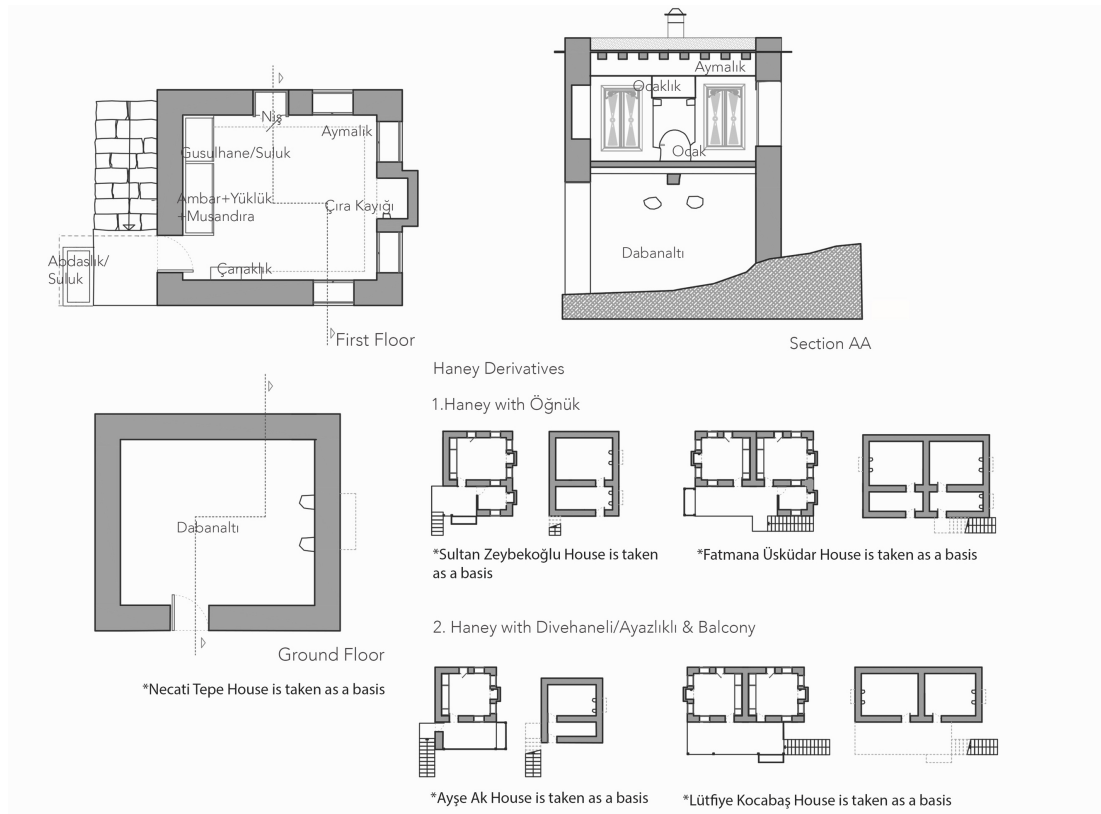 Niş
Aymalık
Gusulhane/Suluk
Ambar+Yüklük
+Musandıra
Çıra Kayığı
Abdaslık/
Suluk
Çanaklık
First Floor
Aymalık
Ocaklık
Ocak
Dabanaltı
Section AA
Dabanaltı
Ground Floor
*Necati Tepe House is taken as a basis
Haney Derivatives
1.Haney with Öğnük
*Sultan Zeybekoğlu House is taken
as a basis
*Fatmana Üsküdar House is taken as a basis
2. Haney with Divehaneli/Ayazlıklı & Balcony
*Ayşe Ak House is taken as a basis
*Lütfiye Kocabaş House is taken as a basis